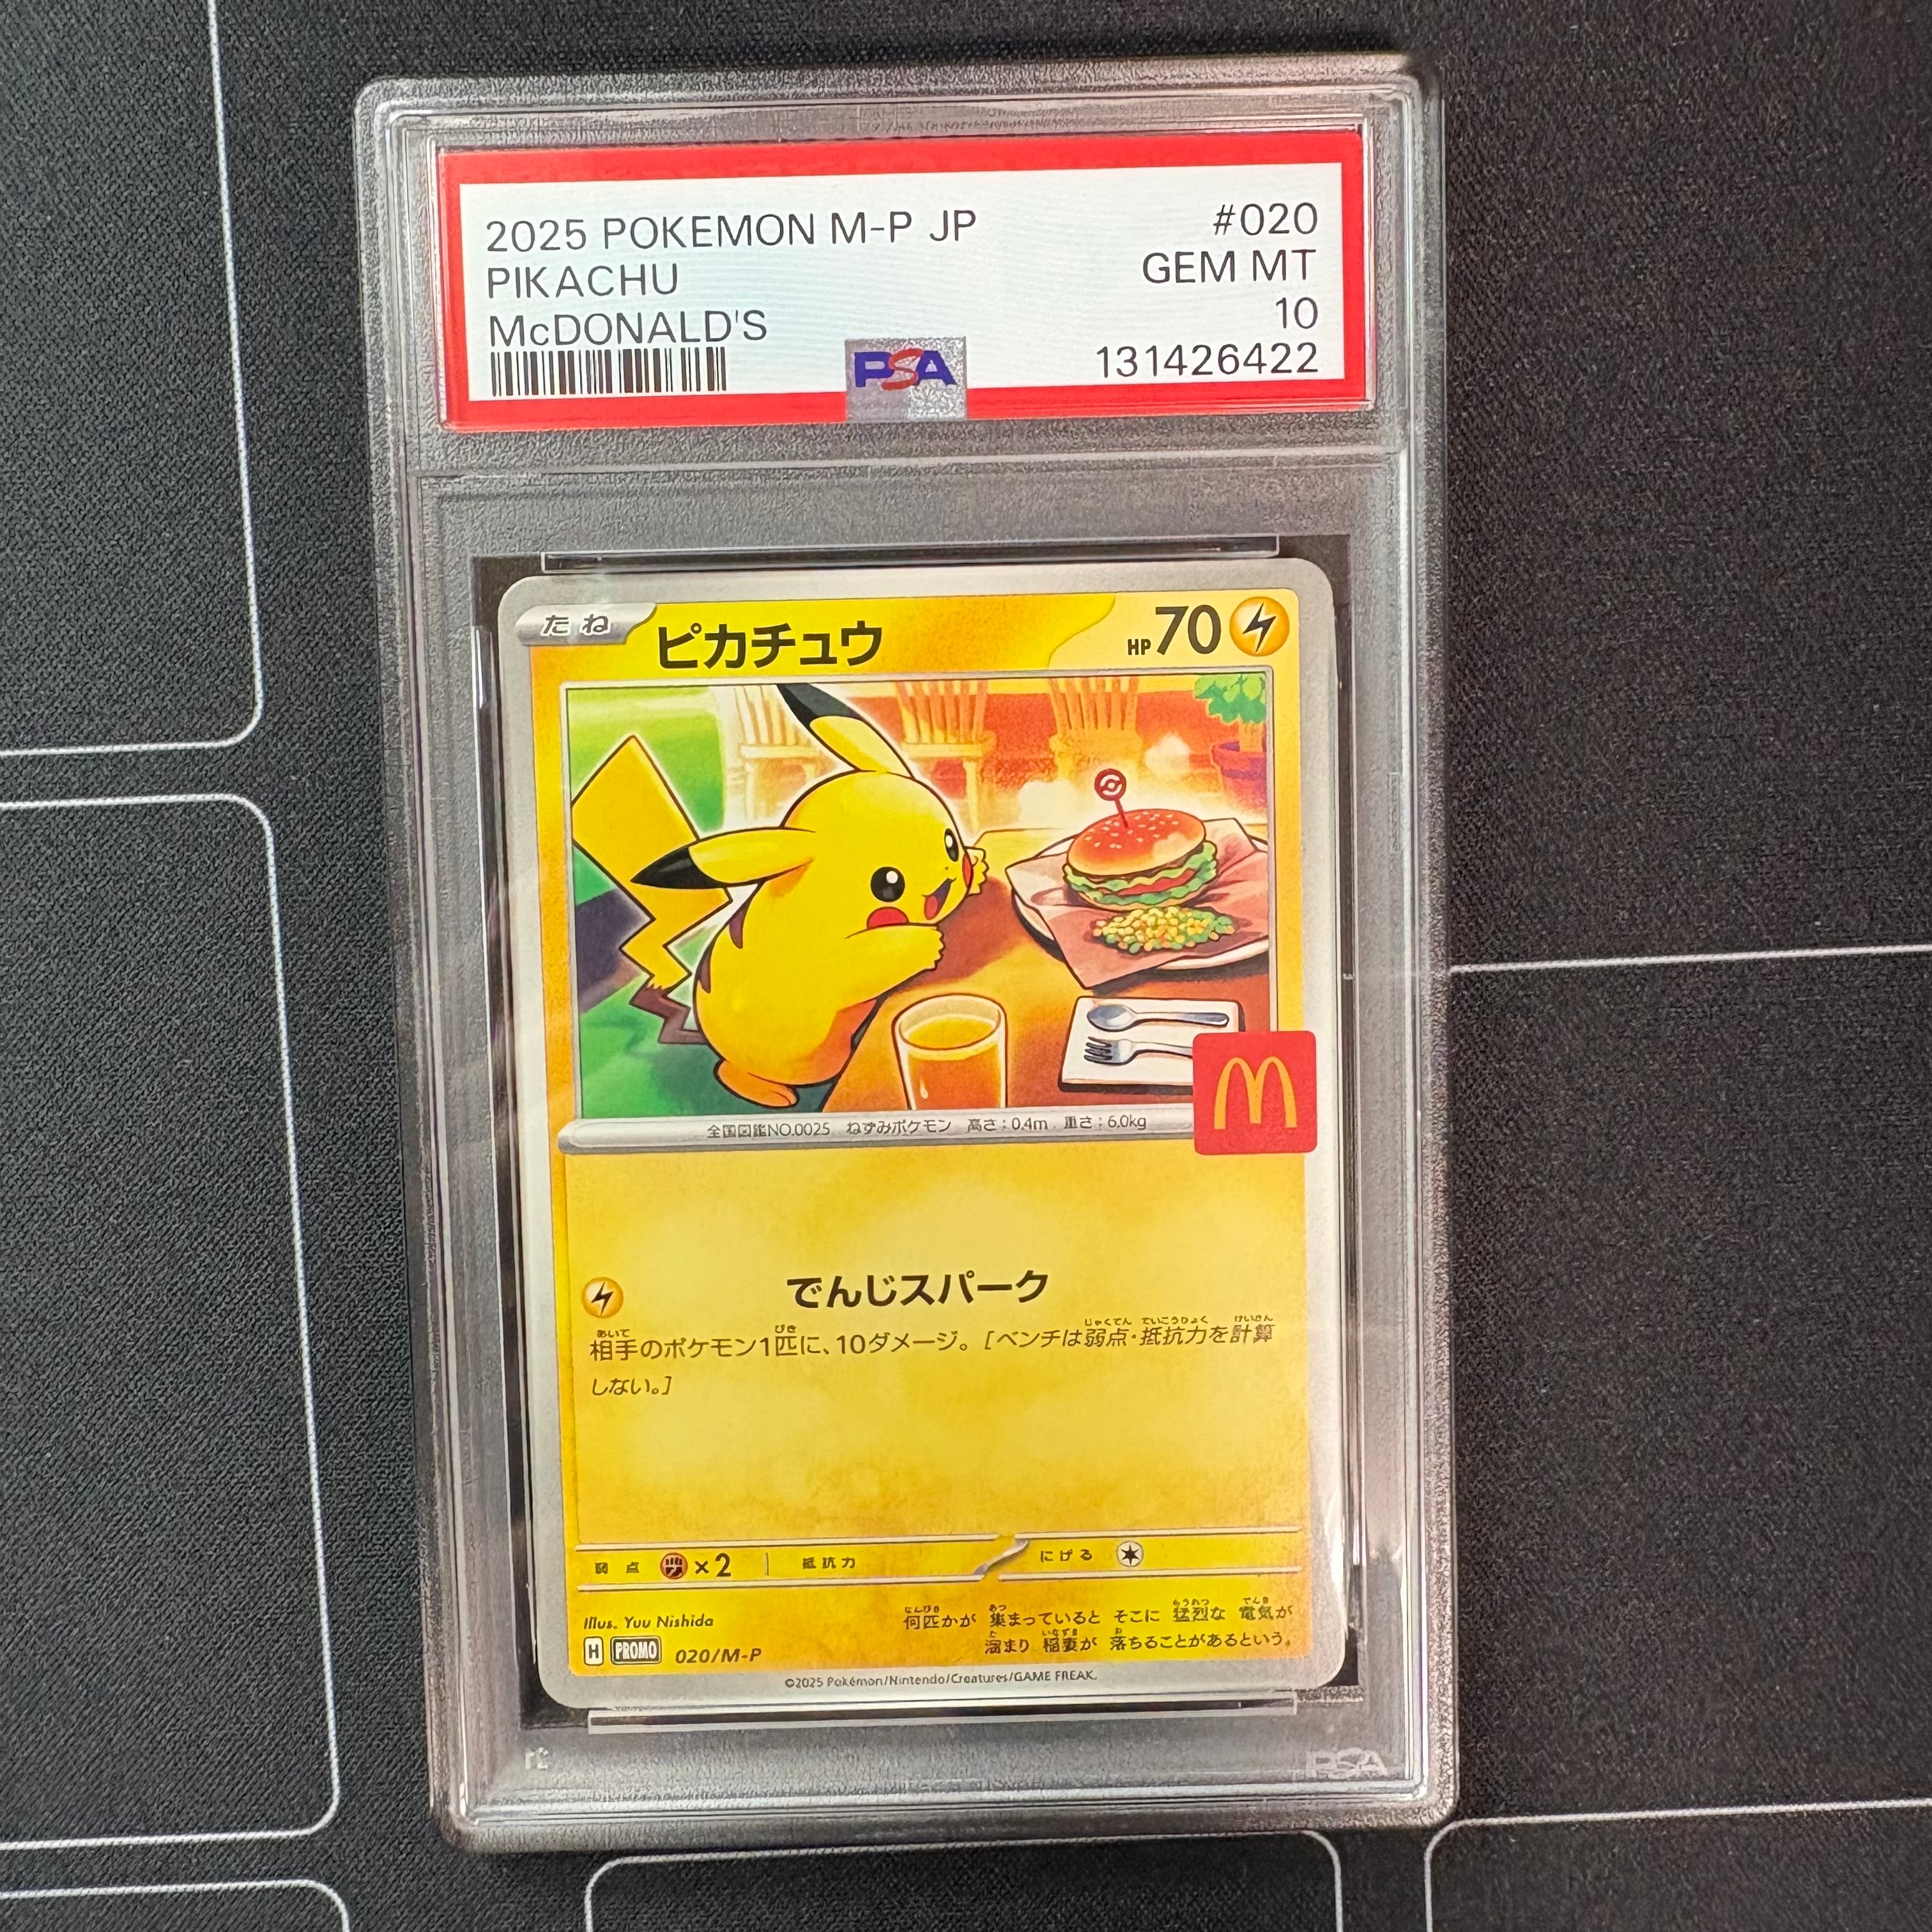 2025 POKEMON M-P JP
#020
PIKACHU
GEM MT
McDONALD'S
10
PSA
131426422
たね
ピカチュウ
HP70
全国図鑑NO.0025 ねずみポケモン 高さ:0.4m 重さ:6.0kg
でんじスパーク
相手のポケモン1匹に、10ダメージ。[ベンチは弱点・抵抗力を計算
しない。]
弱点 ×2 抵抗力 にげる
Illus. Yuu Nishida
何匹かが 集まっていると そこに 猛烈な 電気が
溜まり 稲妻が 落ちることがあるという。
H PROMO 020/M-P
©2025 Pokémon/Nintendo/Creatures/GAME FREAK.
PSA